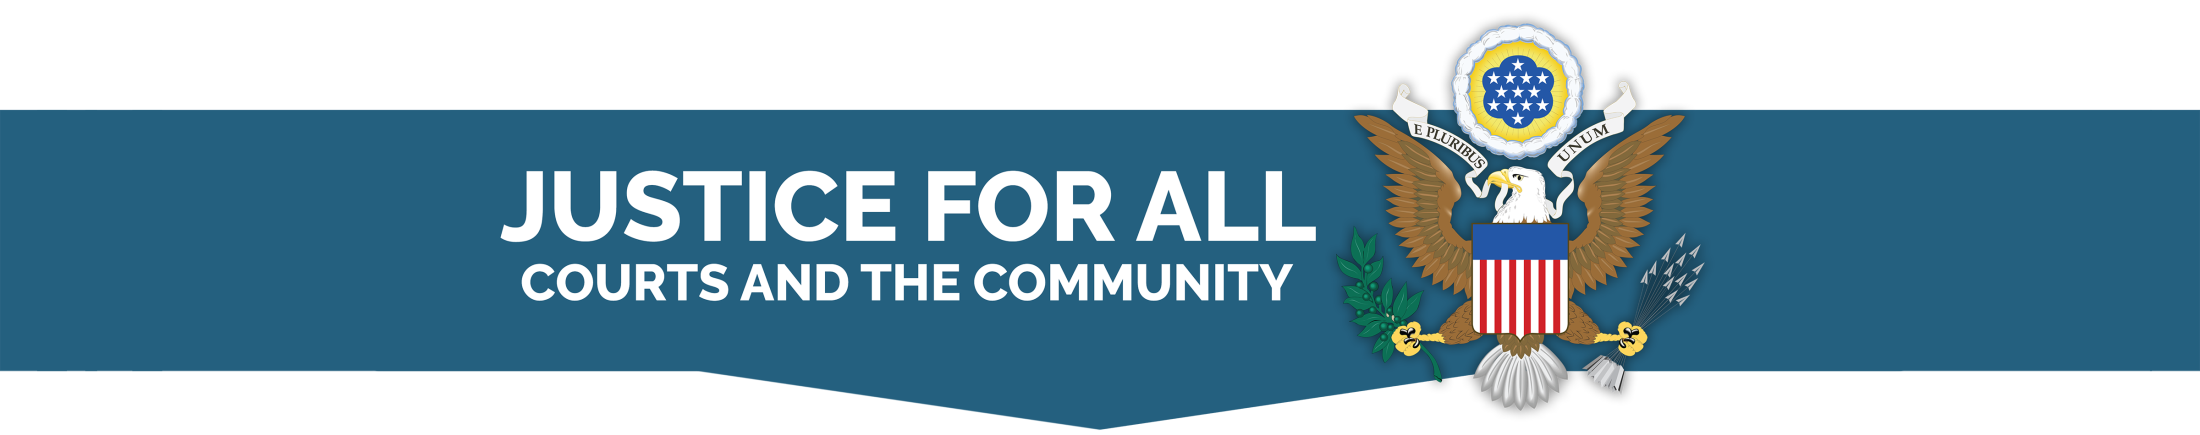 JUSTICE FOR ALL
COURTS AND THE COMMUNITY
E PLURIBUS UNUM